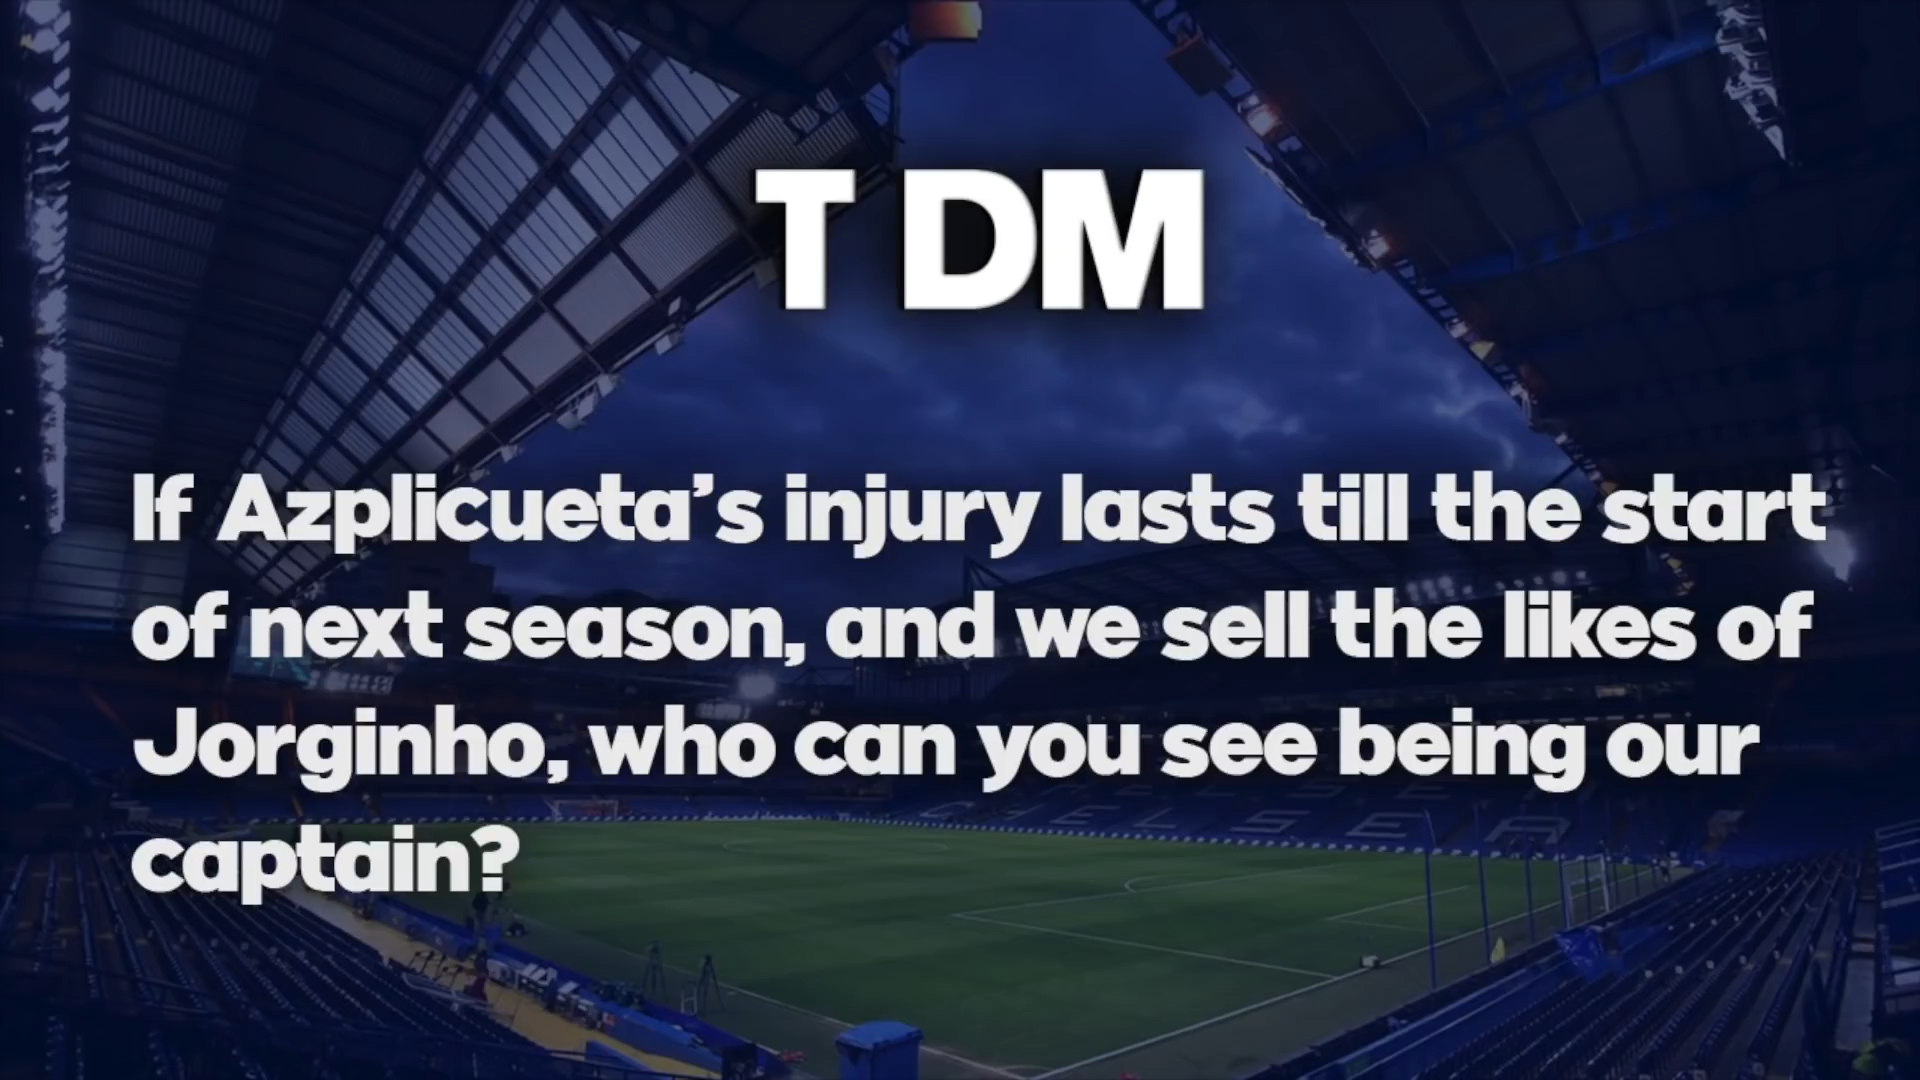 T DM
If Azplicueta’s injury lasts till the start
of next season, and we sell the likes of
Jorginho, who can you see being our
captain?
CHELSEA